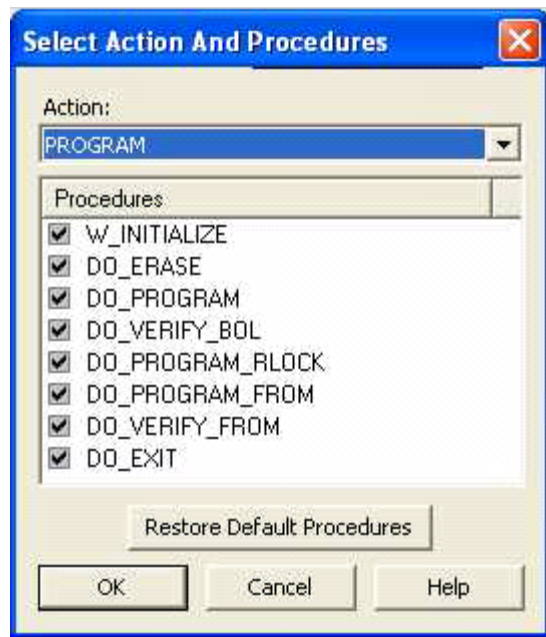 Select Action And Procedures
Action:
PROGRAM
Procedures
W_INITIALIZE
DO_ERASE
DO_PROGRAM
DO_VERIFY_BOL
DO_PROGRAM_RLOCK
DO_PROGRAM_FROM
DO_VERIFY_FROM
DO_EXIT
Restore Default Procedures
OK Cancel Help